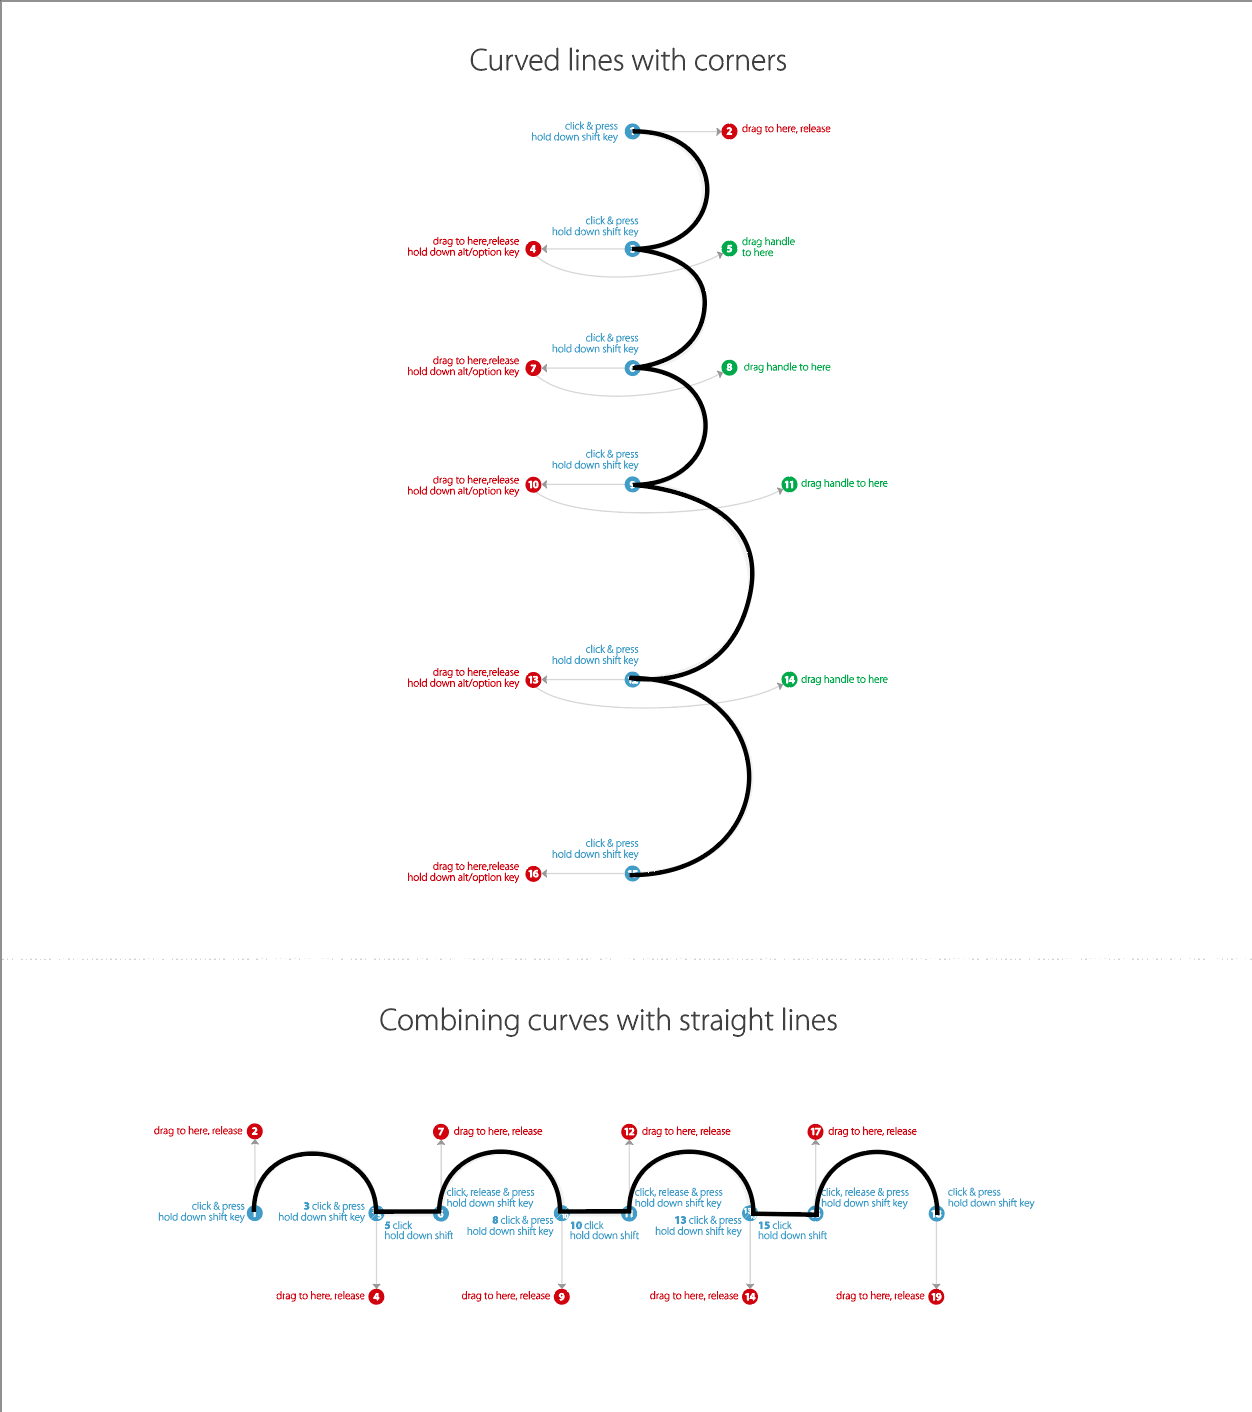 Curved lines with corners
click & press
hold down shift key
2 drag to here, release
click & press
hold down shift key
drag to here,release
hold down alt/option key
4
5
drag handle
to here
click & press
hold down shift key
drag to here,release
hold down alt/option key
7
8 drag handle to here
click & press
hold down shift key
drag to here,release
hold down alt/option key
10
11 drag handle to here
click & press
hold down shift key
drag to here,release
hold down alt/option key
13
14 drag handle to here
click & press
hold down shift key
drag to here,release
hold down alt/option key
16
Combining curves with straight lines
drag to here, release 2
7 drag to here, release
12 drag to here, release
17 drag to here, release
click & press
hold down shift key
3 click & press
hold down shift key
5 click
hold down shift
click, release & press
hold down shift key
8 click & press
hold down shift key
10 click
hold down shift
click, release & press
hold down shift key
13 click & press
hold down shift key
15 click
hold down shift
click, release & press
hold down shift key
click & press
hold down shift key
drag to here, release 4
drag to here, release 9
drag to here, release 14
drag to here, release 19